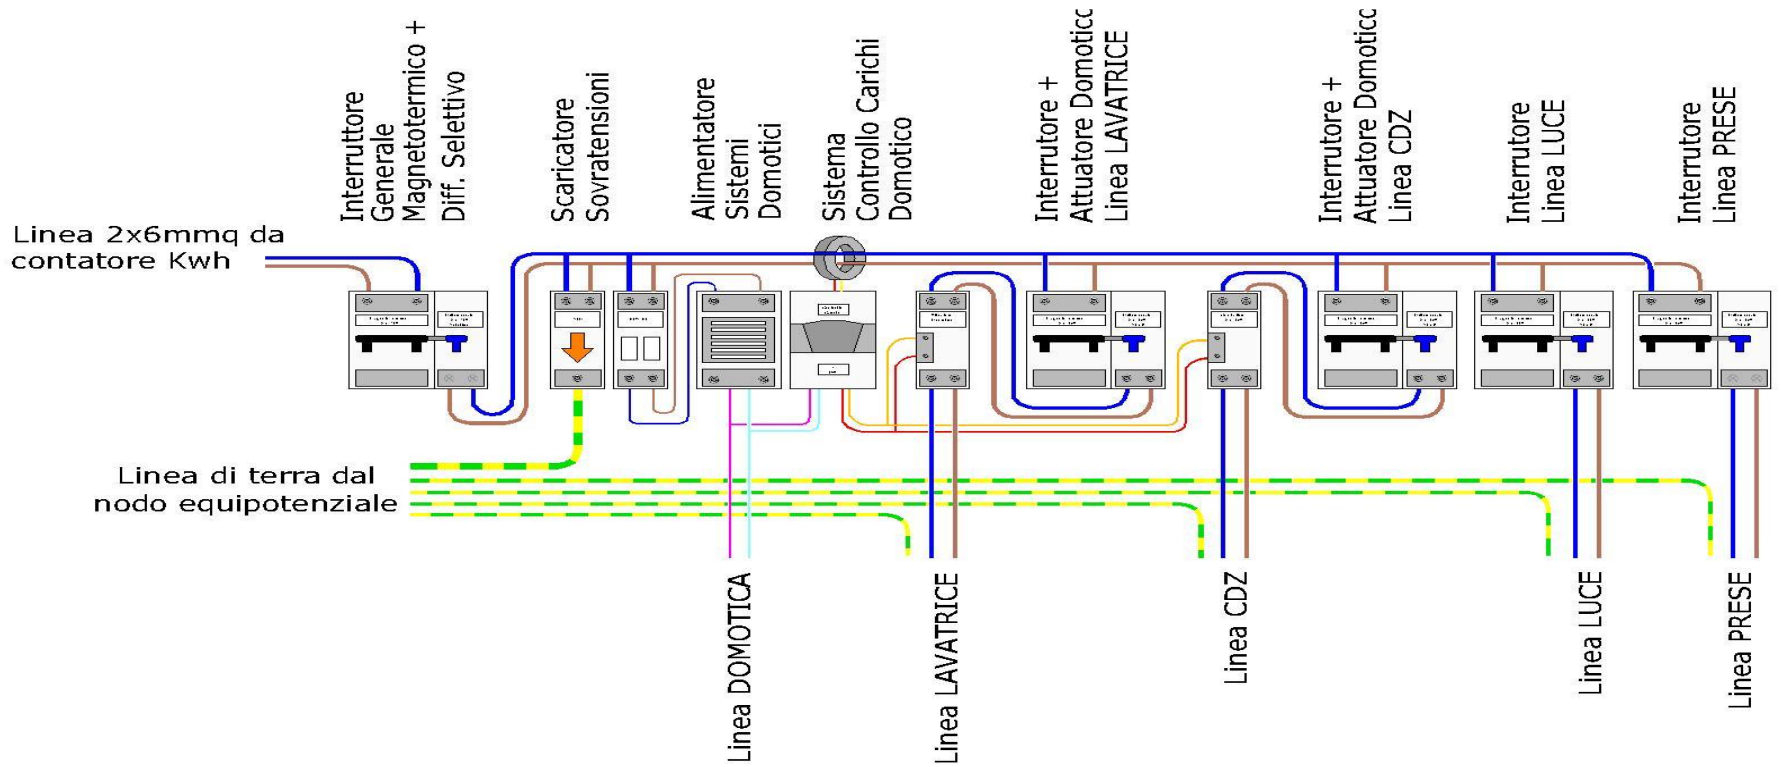 Interruttore
Generale
Magnetotermico +
Diff. Selettivo
Scaricatore
Sovratensioni
Alimentatore
Sistemi
Domotici
Sistema
Controllo Carichi
Domotico
Interrutore +
Attuatore Domotico
Linea LAVATRICE
Interrutore +
Attuatore Domotico
Linea CDZ
Interrutore
Linea LUCE
Interrutore
Linea PRESE
Linea 2x6mmq da
contatore Kwh
Linea di terra dal
nodo equipotenziale
Linea DOMOTICA
Linea LAVATRICE
Linea CDZ
Linea LUCE
Linea PRESE